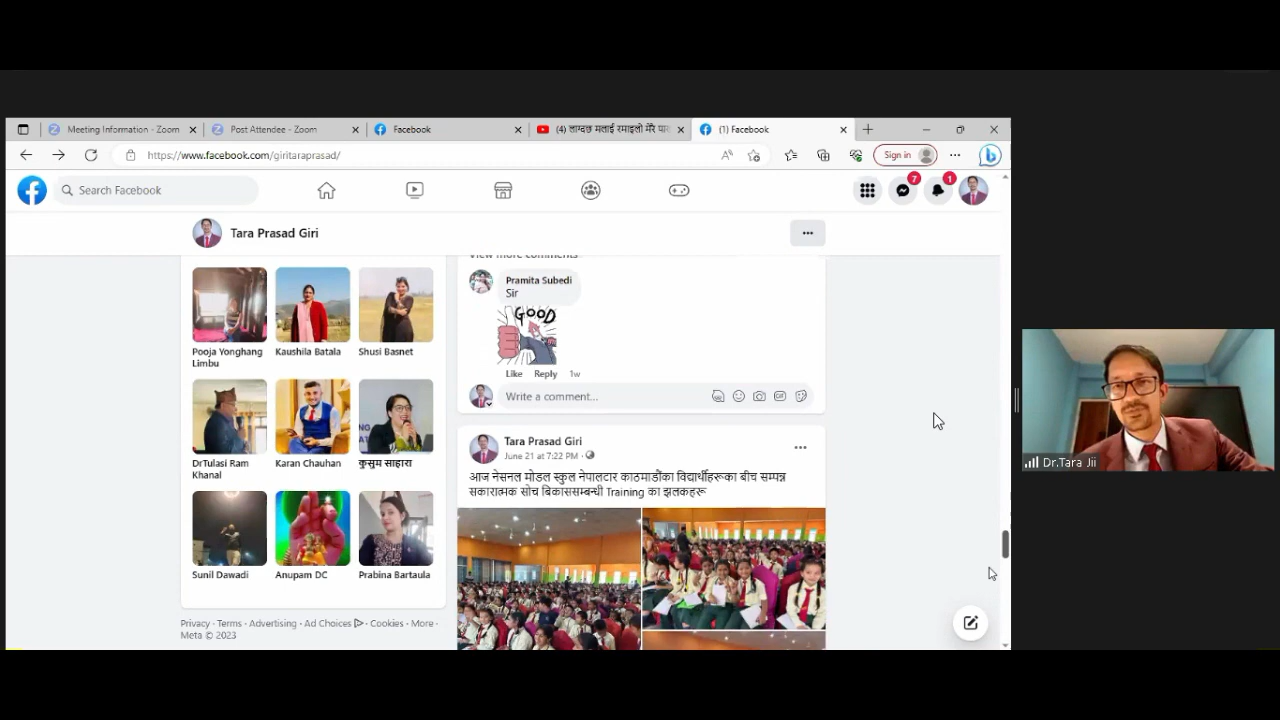 Meeting Information - Zoom
Post Attendee - Zoom
Facebook
(4) लाग्दछ मलाई रमाइलो मेरै पा
(1) Facebook
https://www.facebook.com/giritaraprasad/
Sign in
Search Facebook
7
1
Tara Prasad Giri
View more comments
Pramita Subedi
Sir
GOOD
Like Reply 1w
Write a comment...
Pooja Yonghang Limbu
Kaushila Batala
Shusi Basnet
DrTulasi Ram Khanal
Karan Chauhan
कुसुम साहारा
Sunil Dawadi
Anupam DC
Prabina Bartaula
Privacy · Terms · Advertising · Ad Choices · Cookies · More ·
Meta © 2023
Tara Prasad Giri
June 21 at 7:22 PM ·
आज नेसनल मोडल स्कुल नेपालटार काठमाडौंका विद्यार्थीहरूका बीच सम्पन्न
सकारात्मक सोच बिकाससम्बन्धी Training का झलकहरू
Dr.Tara Jii